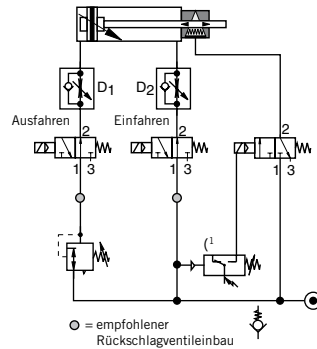 D1
D2
Ausfahren
Einfahren
2
2
2
1
3
1
3
1
3
(1
= empfohlener
Rückschlagventileinbau